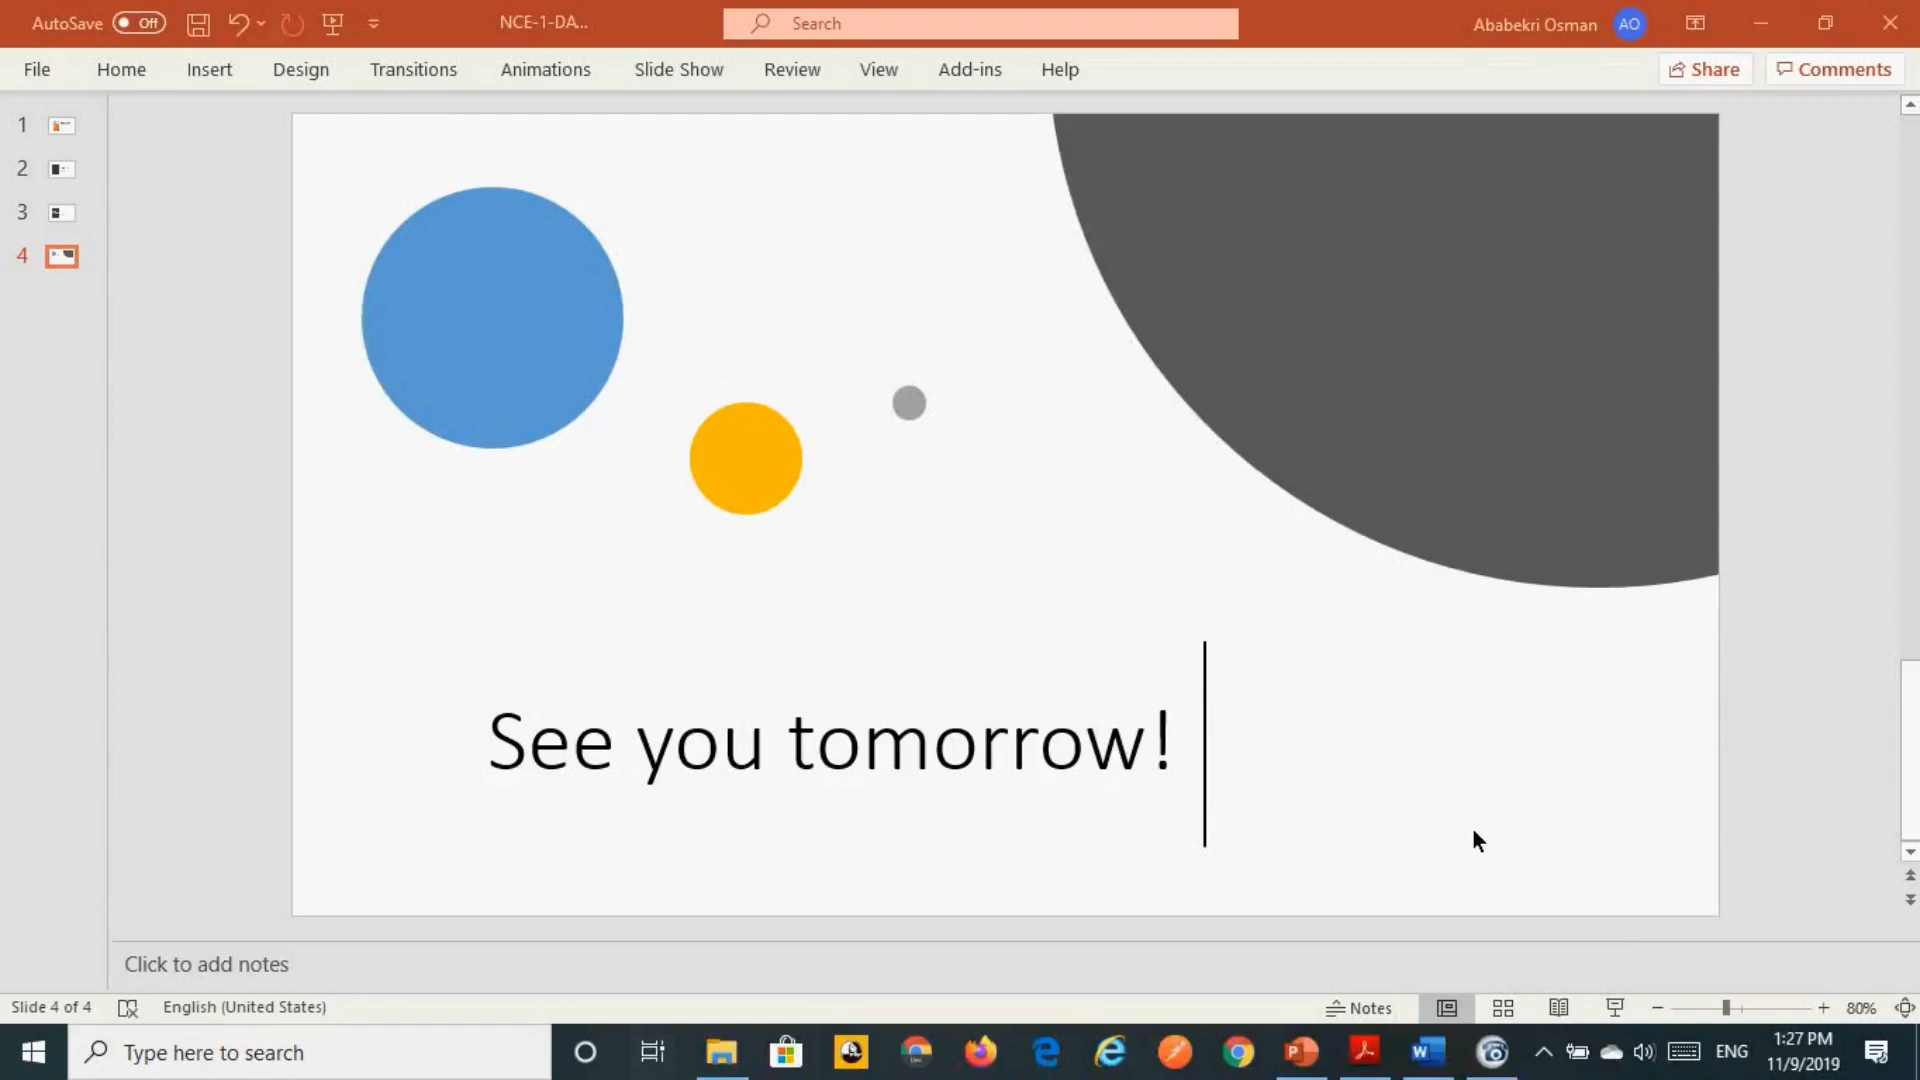 AutoSave Off NCE-1-DA... Search Ababekri Osman AO
File Home Insert Design Transitions Animations Slide Show Review View Add-ins Help Share Comments
1
2
3
4
See you tomorrow!
Click to add notes
Slide 4 of 4 English (United States) Notes 80%
Type here to search ENG 1:27 PM
11/9/2019